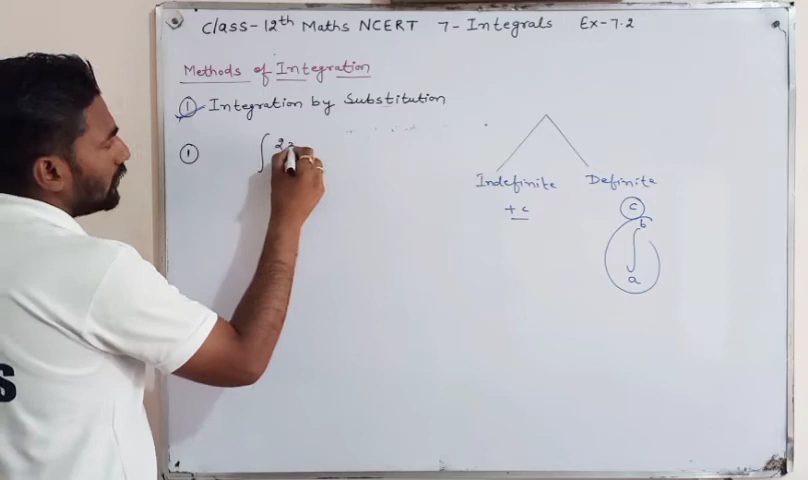 Class-12th Maths NCERT 7-Integrals Ex-7.2
Methods of Integration
① Integration by Substitution
① ∫ 2
Indefinite Definite
+c c
b
∫
a
S